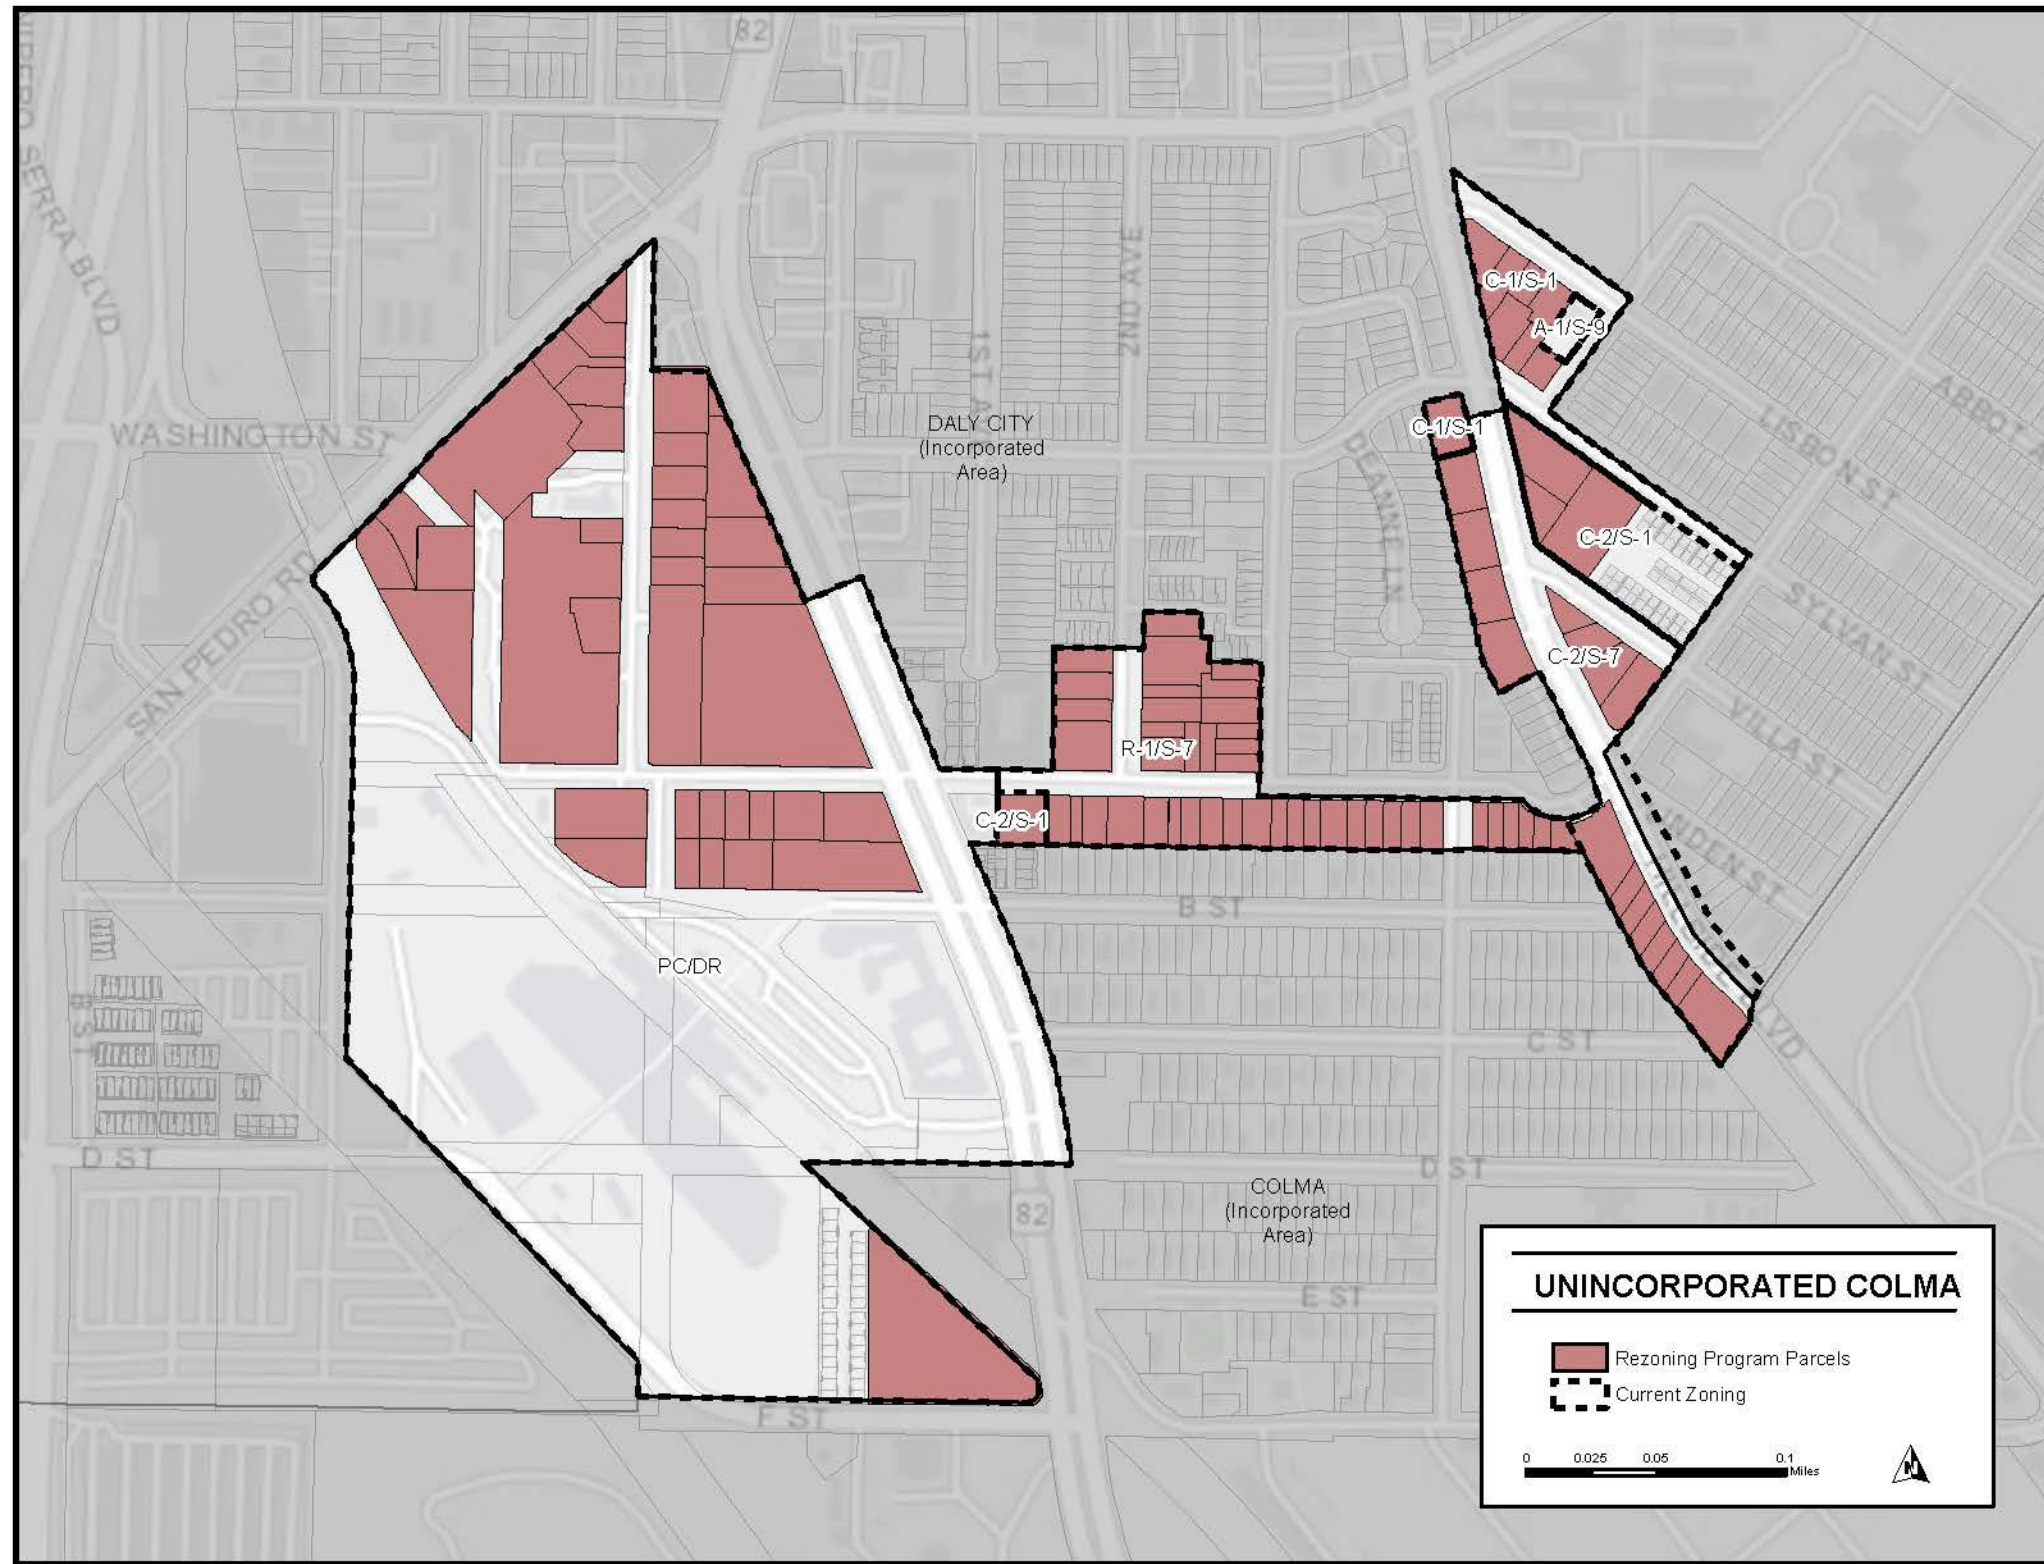 82
SERRA BLVD
C-1/S-1
A-1/S-9
2ND AVE
1ST AV
WASHINGTON ST
DALY CITY
(Incorporated
Area)
C-1/S-1
DEANNE LN
LISBON ST
C-2/S-1
SYLVAN ST
SAN PEDRO RD
C-2/S-7
VILLA ST
R-1/S-7
C-2/S-1
B ST
PC/DR
C ST
BLVD
D ST
D ST
COLMA
(Incorporated
Area)
82
E ST
F ST
UNINCORPORATED COLMA
Rezoning Program Parcels
Current Zoning
0 0.025 0.05 0.1
Miles